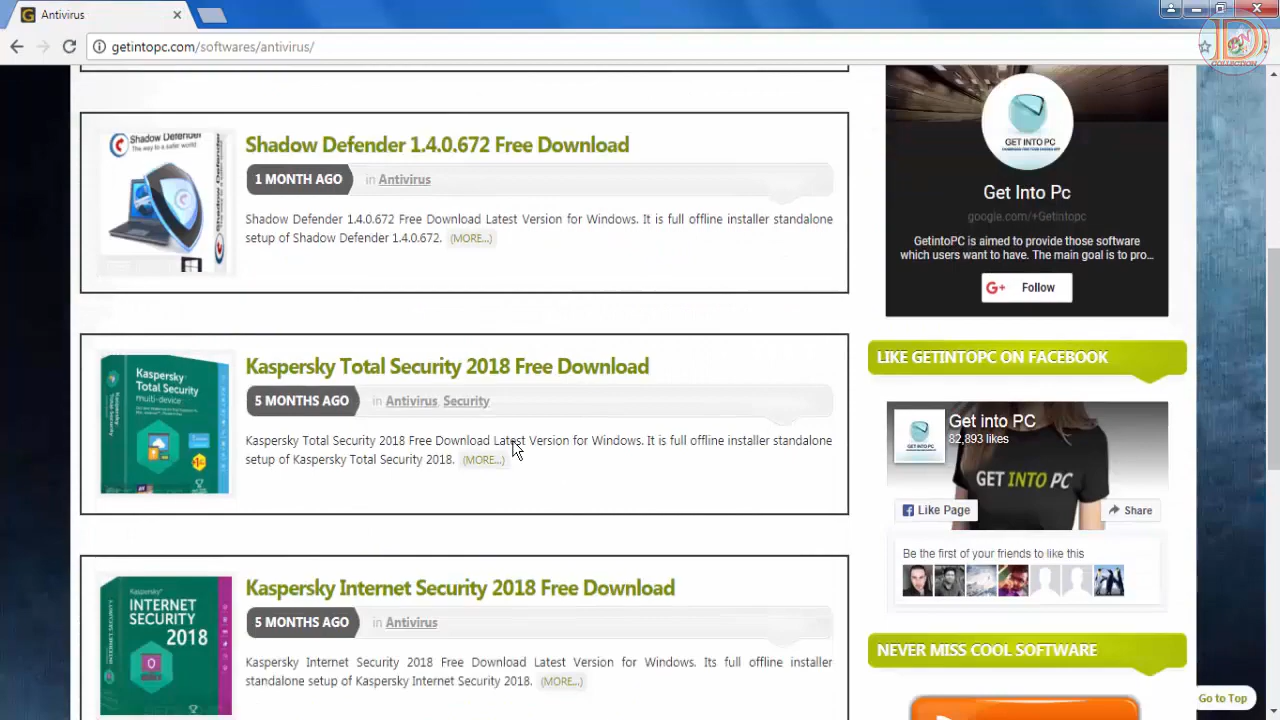 Antivirus
getintopc.com/softwares/antivirus/
COLLECTION
Shadow Defender
The way to a safer world
Shadow Defender 1.4.0.672 Free Download
1 MONTH AGO in Antivirus
Shadow Defender 1.4.0.672 Free Download Latest Version for Windows. It is full offline installer standalone
setup of Shadow Defender 1.4.0.672. (MORE...)
Kaspersky
Total Security
multi-device
Kaspersky Total Security 2018 Free Download
5 MONTHS AGO in Antivirus, Security
Kaspersky Total Security 2018 Free Download Latest Version for Windows. It is full offline installer standalone
setup of Kaspersky Total Security 2018. (MORE...)
Kaspersky
INTERNET
SECURITY
2018
Kaspersky Internet Security 2018 Free Download
5 MONTHS AGO in Antivirus
Kaspersky Internet Security 2018 Free Download Latest Version for Windows. Its full offline installer
standalone setup of Kaspersky Internet Security 2018. (MORE...)
GET INTO PC
Get Into Pc
google.com/+Getintopc
GetintoPC is aimed to provide those software
which users want to have. The main goal is to pro...
G+ Follow
LIKE GETINTOPC ON FACEBOOK
Get into PC
82,893 likes
GET INTO PC
Like Page
Share
Be the first of your friends to like this
NEVER MISS COOL SOFTWARE
Go to Top